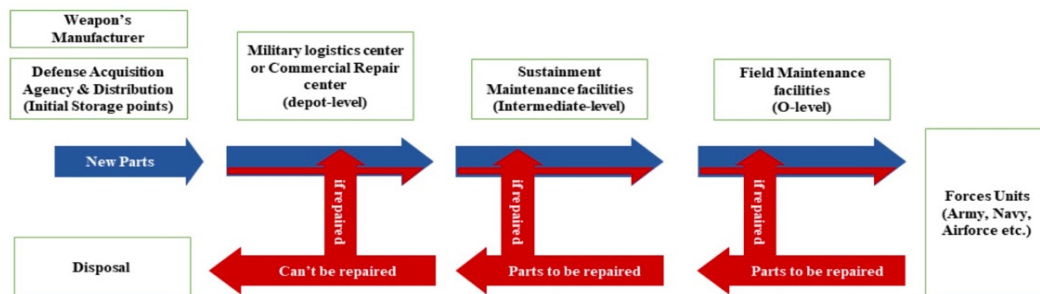 Weapon's
Manufacturer
Defense Acquisition
Agency & Distribution
(Initial Storage points)
Military logistics center
or Commercial Repair
center
(depot-level)
Sustainment
Maintenance facilities
(Intermediate-level)
Field Maintenance
facilities
(O-level)
New Parts
if repaired
if repaired
if repaired
Forces Units
(Army, Navy,
Airforce etc.)
Disposal
Can't be repaired
Parts to be repaired
Parts to be repaired